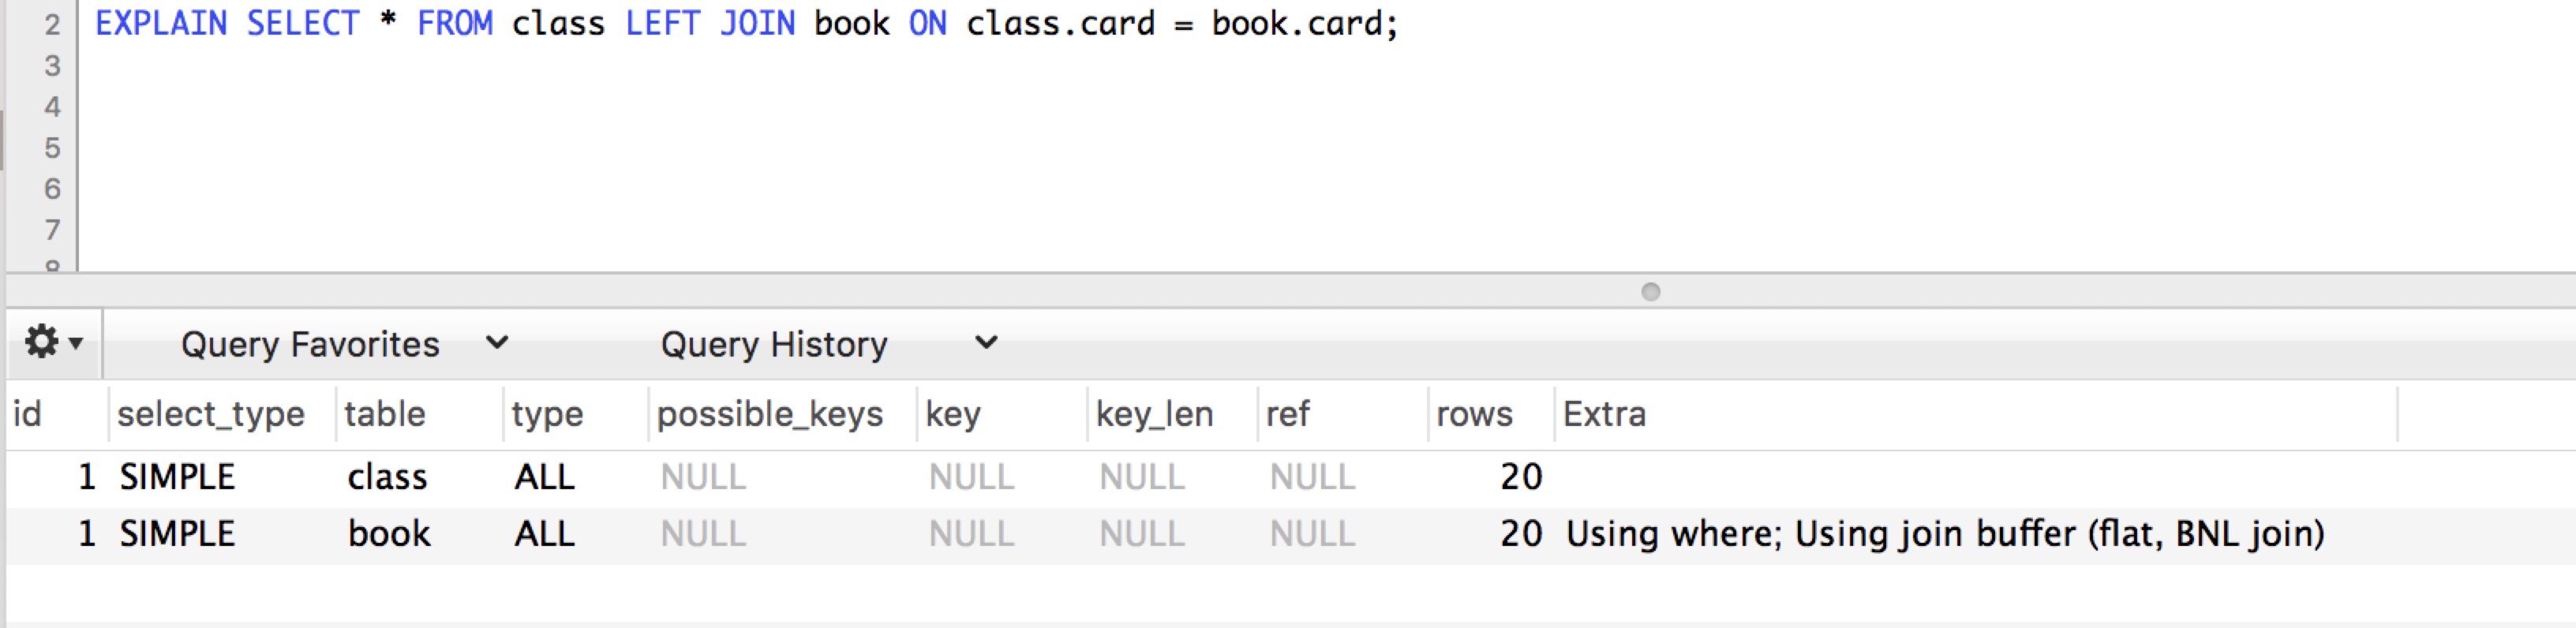 2 EXPLAIN SELECT * FROM class LEFT JOIN book ON class.card = book.card;
3
4
5
6
7
8
Query Favorites Query History
id select_type table type possible_keys key key_len ref rows Extra
1 SIMPLE class ALL NULL NULL NULL NULL 20
1 SIMPLE book ALL NULL NULL NULL NULL 20 Using where; Using join buffer (flat, BNL join)